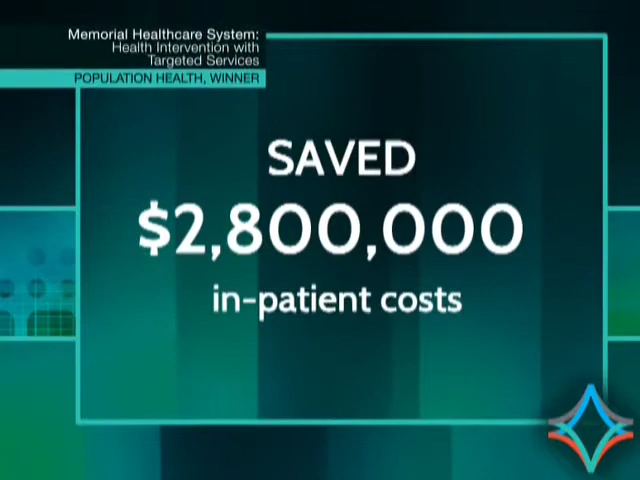 Memorial Healthcare System:
Health Intervention with
Targeted Services
POPULATION HEALTH, WINNER
SAVED
$2,800,000
in-patient costs